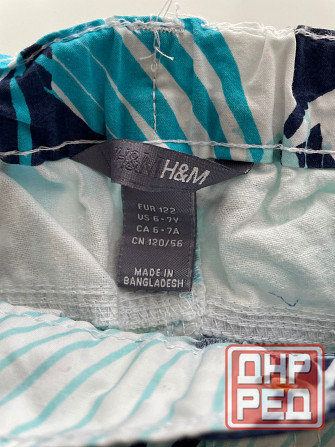 H&M H&M
EUR 122
US 6-7Y
CA 6-7A
CN 120/56
MADE IN
BANGLADESH
ДНР
РЕД